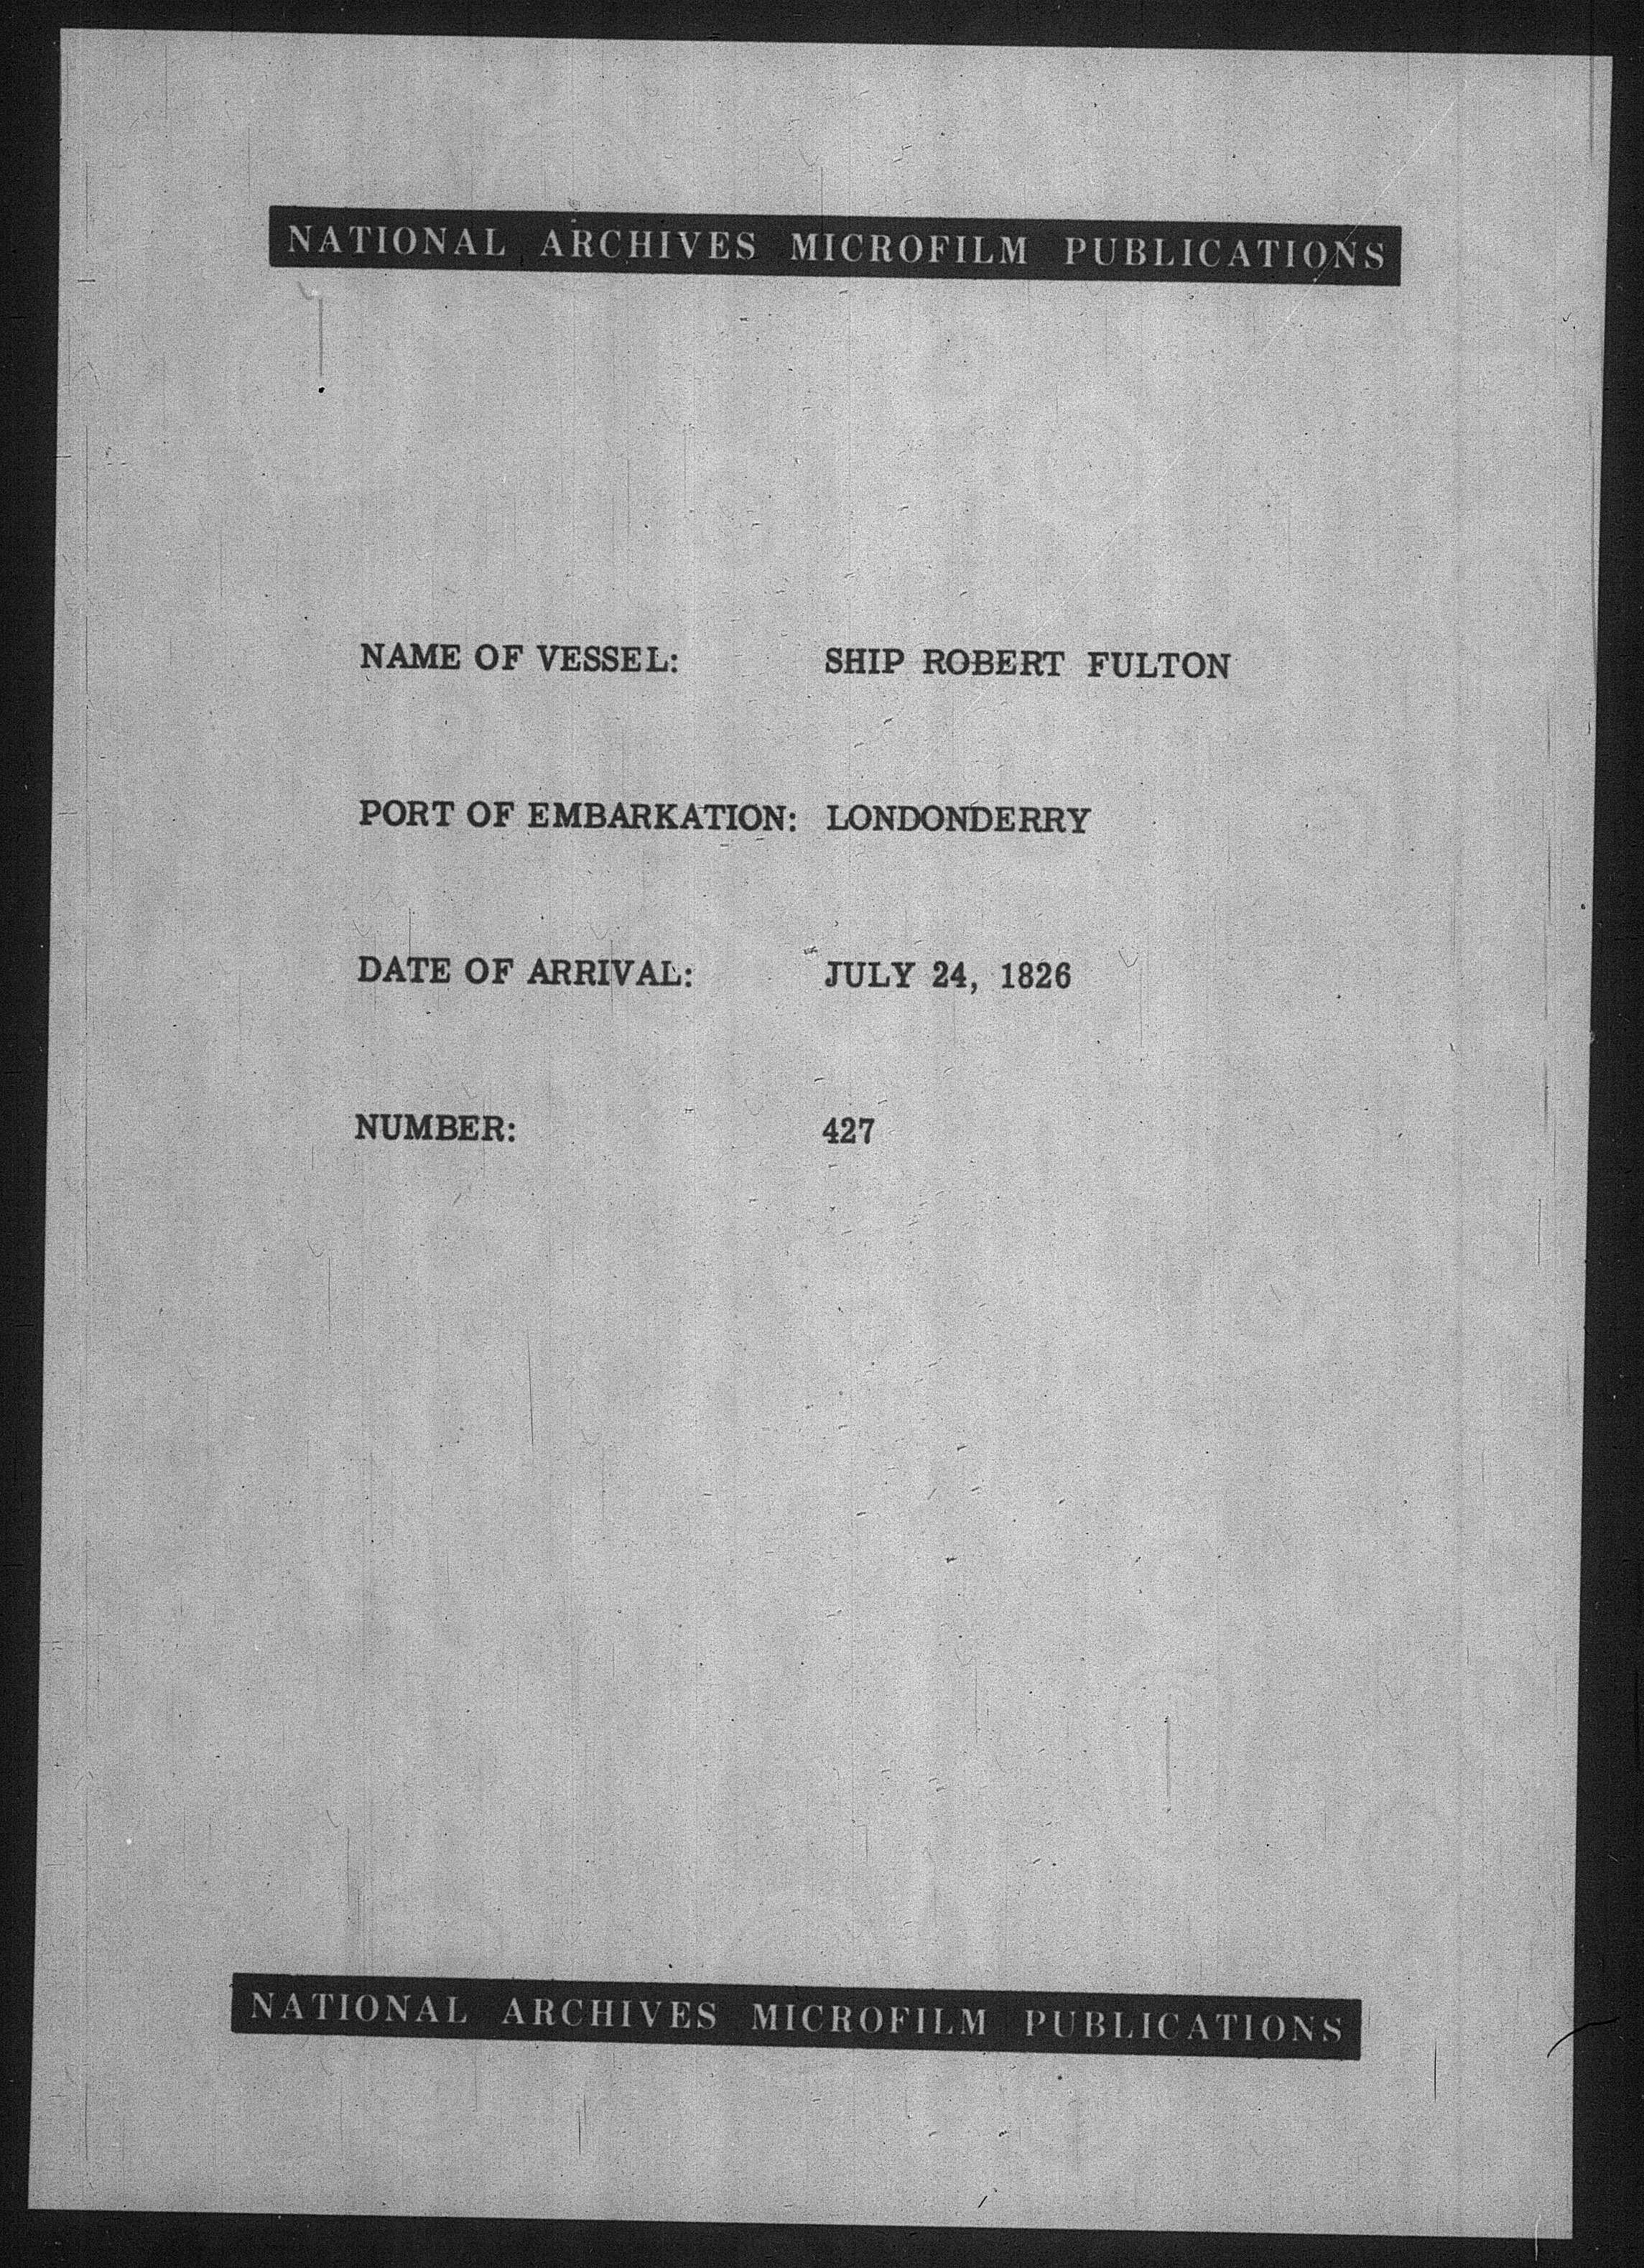 NATIONAL ARCHIVES MICROFILM PUBLICATIONS
NAME OF VESSEL: SHIP ROBERT FULTON
PORT OF EMBARKATION: LONDONDERRY
DATE OF ARRIVAL: JULY 24, 1826
NUMBER: 427
NATIONAL ARCHIVES MICROFILM PUBLICATIONS